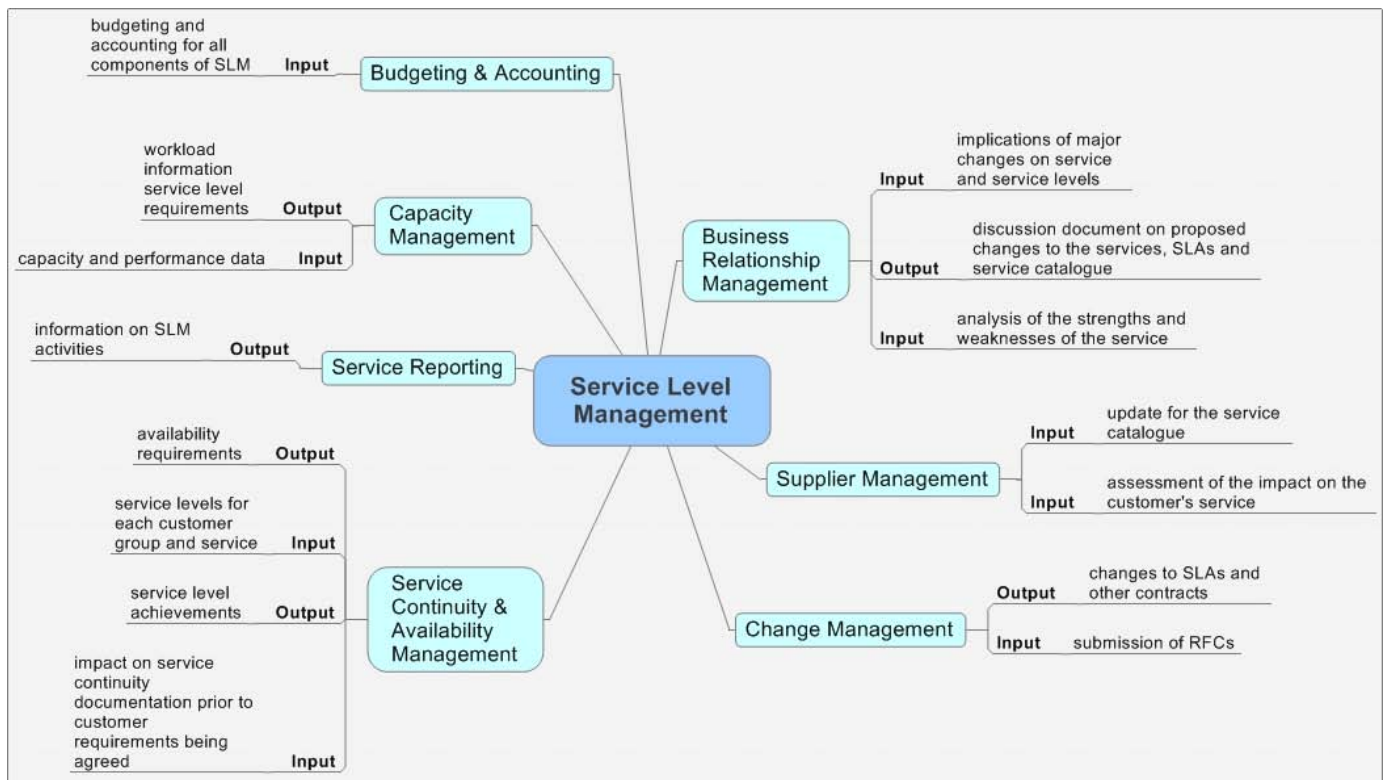 budgeting and
accounting for all
components of SLM
Input
Budgeting & Accounting
workload
information
service level
requirements
Output
capacity and performance data
Input
Capacity
Management
information on SLM
activities
Output
Service Reporting
availability
requirements
Output
service levels for
each customer
group and service
Input
service level
achievements
Output
impact on service
continuity
documentation prior to
customer
requirements being
agreed
Input
Service
Continuity &
Availability
Management
Service Level
Management
Business
Relationship
Management
Input
implications of major
changes on service
and service levels
Output
discussion document on proposed
changes to the services, SLAs and
service catalogue
Input
analysis of the strengths and
weaknesses of the service
Supplier Management
Input
update for the service
catalogue
Input
assessment of the impact on the
customer's service
Change Management
Output
changes to SLAs and
other contracts
Input
submission of RFCs